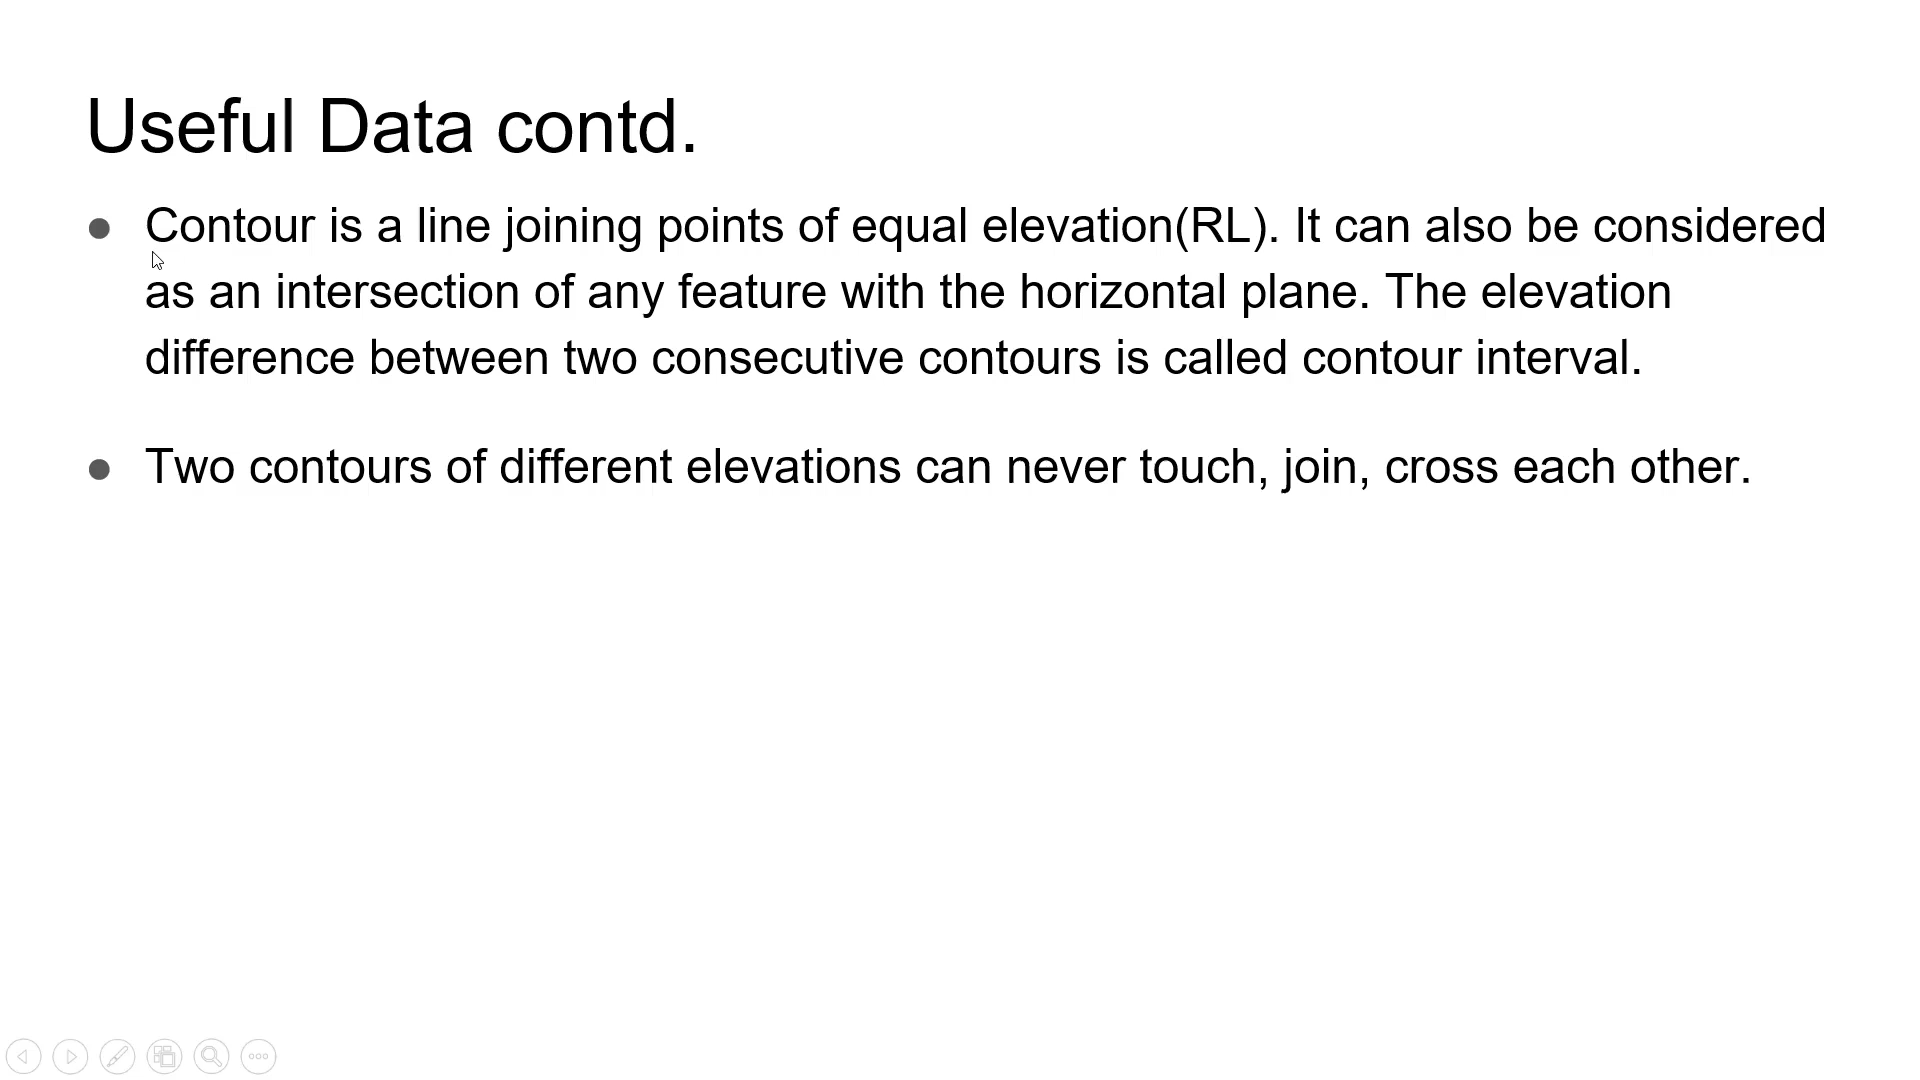 Useful Data contd.
● Contour is a line joining points of equal elevation(RL). It can also be considered
as an intersection of any feature with the horizontal plane. The elevation
difference between two consecutive contours is called contour interval.
● Two contours of different elevations can never touch, join, cross each other.